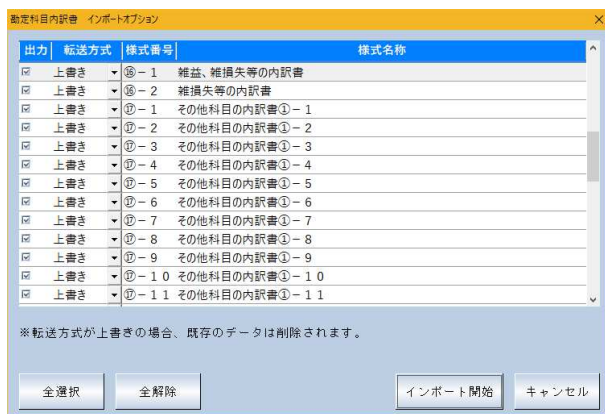 勘定科目内訳書 インポートオプション
出力 転送方式 様式番号 様式名称
上書き ⑯－１ 雑益、雑損失等の内訳書
上書き ⑯－２ 雑損失等の内訳書
上書き ⑰－１ その他科目の内訳書①－１
上書き ⑰－２ その他科目の内訳書①－２
上書き ⑰－３ その他科目の内訳書①－３
上書き ⑰－４ その他科目の内訳書①－４
上書き ⑰－５ その他科目の内訳書①－５
上書き ⑰－６ その他科目の内訳書①－６
上書き ⑰－７ その他科目の内訳書①－７
上書き ⑰－８ その他科目の内訳書①－８
上書き ⑰－９ その他科目の内訳書①－９
上書き ⑰－１０ その他科目の内訳書①－１０
上書き ⑰－１１ その他科目の内訳書①－１１
※転送方式が上書きの場合、既存のデータは削除されます。
全選択 全解除 インポート開始 キャンセル